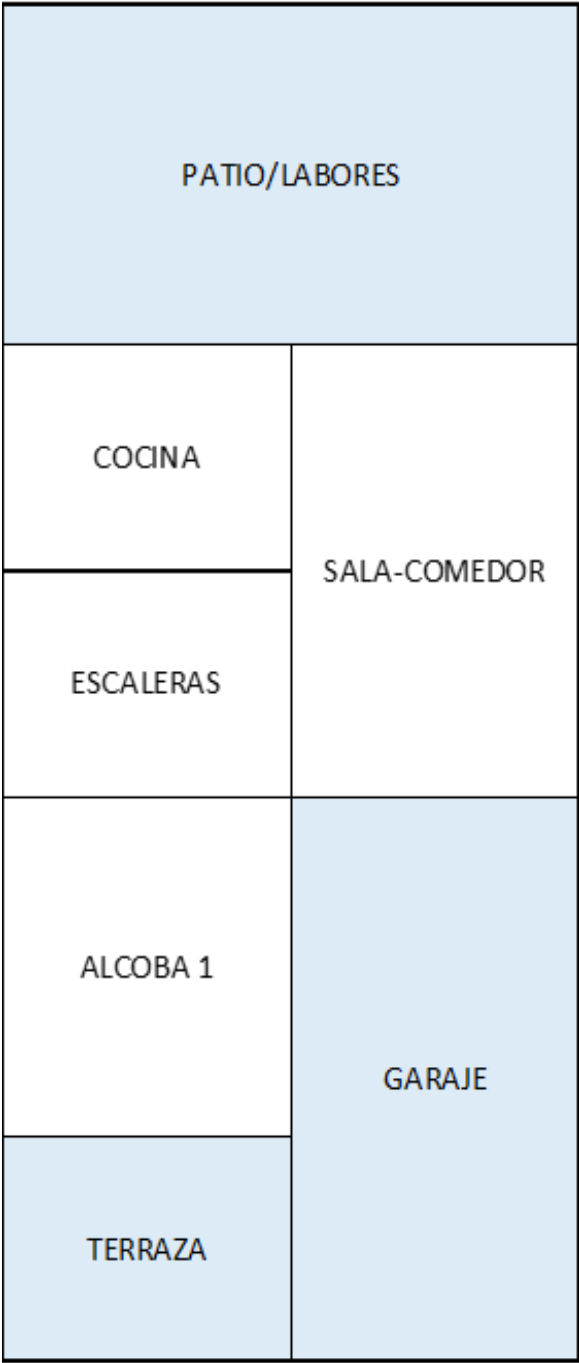 PATIO/LABORES
COCINA
SALA-COMEDOR
ESCALERAS
ALCOBA 1
GARAJE
TERRAZA